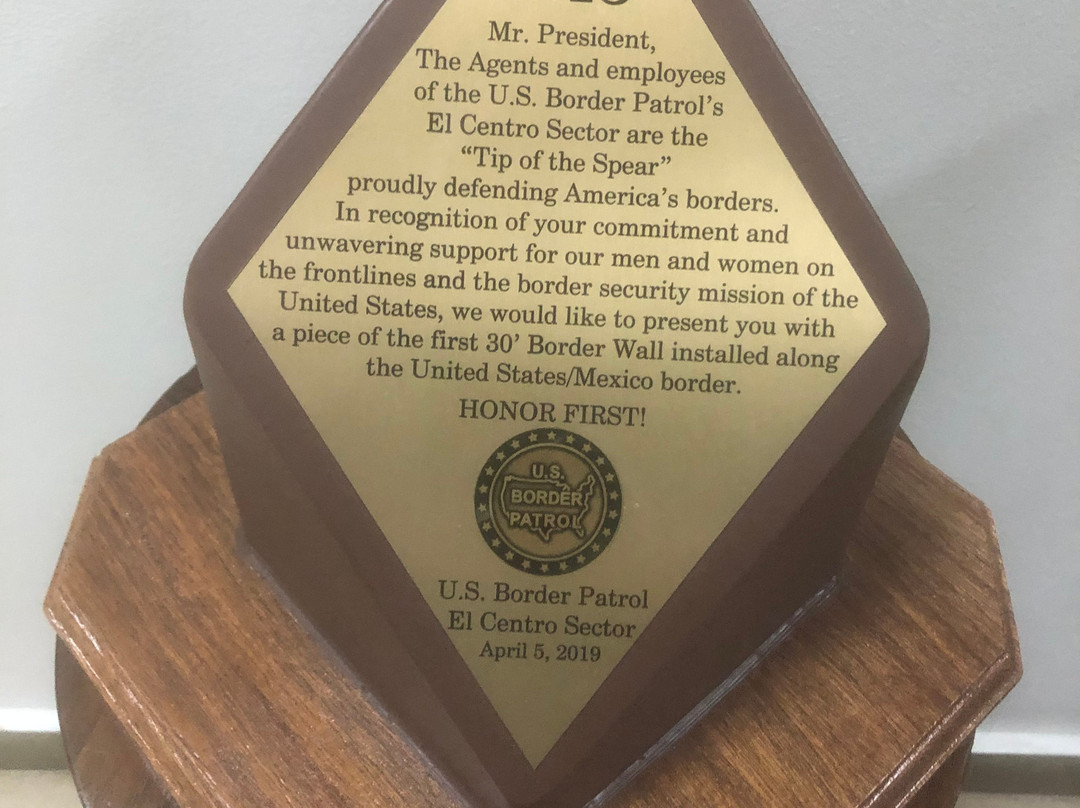 Mr. President,
The Agents and employees
of the U.S. Border Patrol's
El Centro Sector are the
“Tip of the Spear”
proudly defending America's borders.
In recognition of your commitment and
unwavering support for our men and women on
the frontlines and the border security mission of the
United States, we would like to present you with
a piece of the first 30' Border Wall installed along
the United States/Mexico border.
HONOR FIRST!
U.S.
BORDER
PATROL
U.S. Border Patrol
El Centro Sector
April 5, 2019